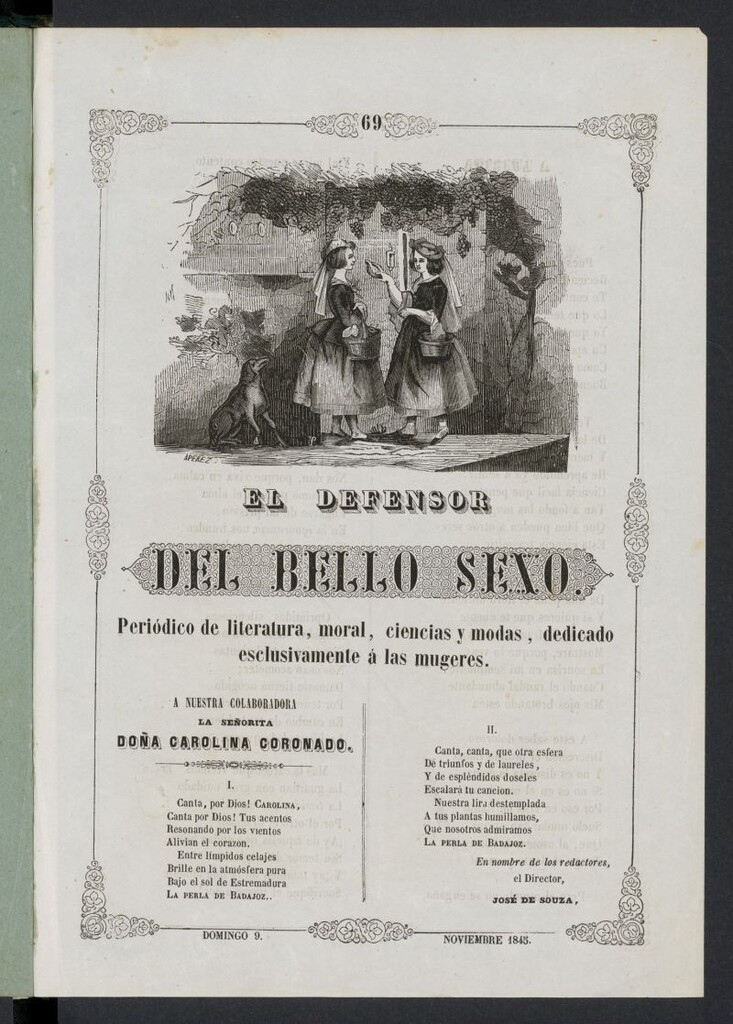 69
APEREZ
EL DEFENSOR
DEL BELLO SEXO.
Periódico de literatura, moral, ciencias y modas, dedicado
esclusivamente á las mugeres.
A NUESTRA COLABORADORA
LA SEÑORITA
DOÑA CAROLINA CORONADO.
I.
Canta, por Dios! CAROLINA,
Canta por Dios! Tus acentos
Resonando por los vientos
Alivian el corazon.
Entre límpidos celajes
Brille en la atmósfera pura
Bajo el sol de Estremadura
LA PERLA DE BADAJOZ..
II.
Canta, canta, que otra esfera
De triunfos y de laureles,
Y de espléndidos doseles
Escalará tu cancion.
Nuestra lira destemplada
A tus plantas humillamos,
Que nosotros admiramos
LA PERLA DE BADAJOZ.
En nombre de los redactores,
el Director,
JOSÉ DE SOUZA,
DOMINGO 9.
NOVIEMBRE 1845.